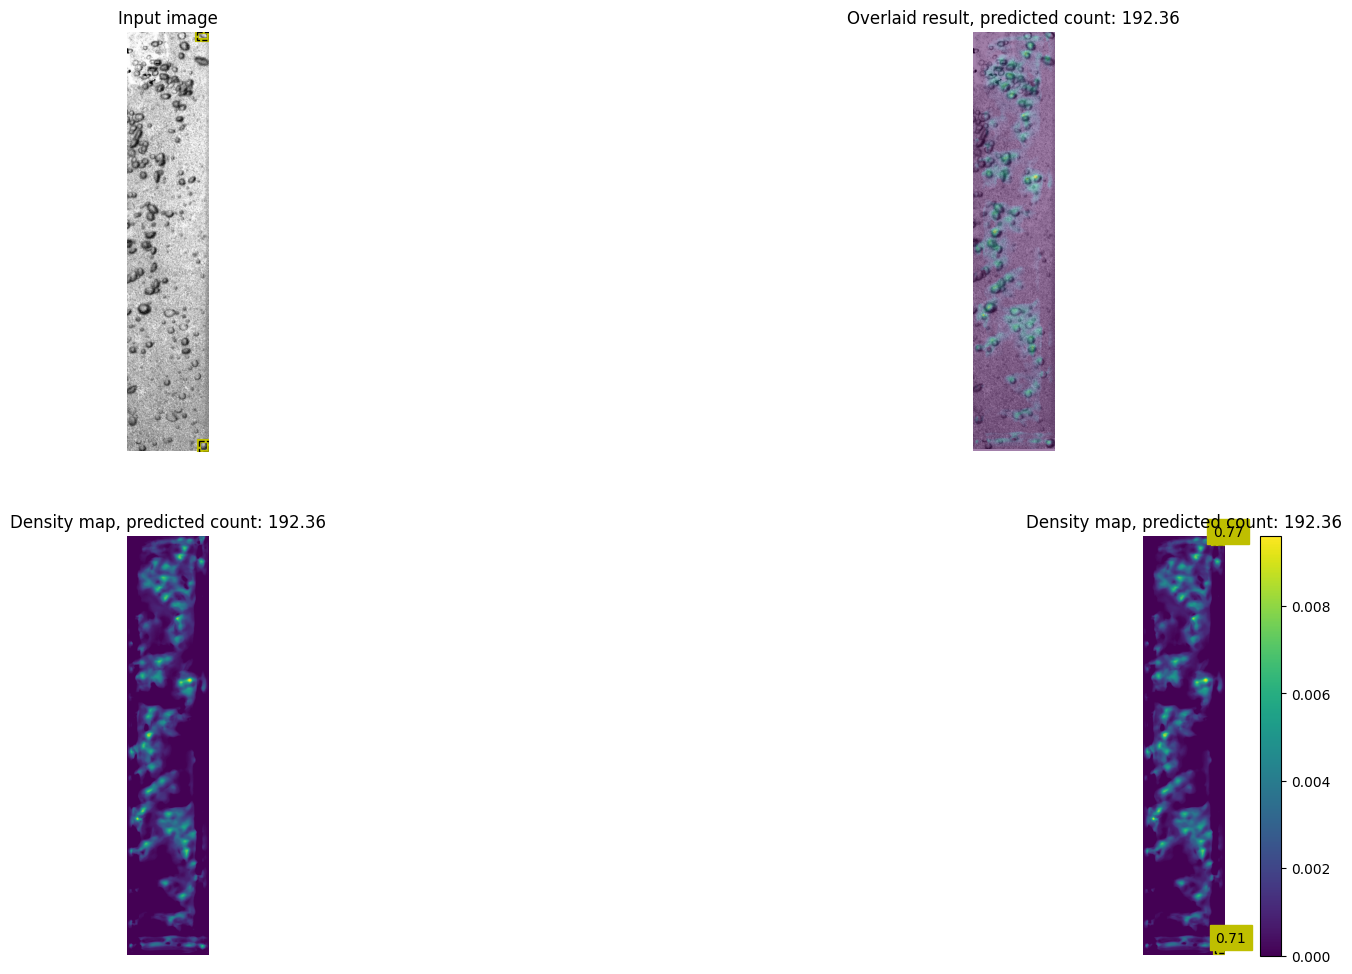 Input image
Overlaid result, predicted count: 192.36
Density map, predicted count: 192.36
Density map, predicted count: 192.36
0.77
0.008
0.006
0.004
0.002
0.71
0.000